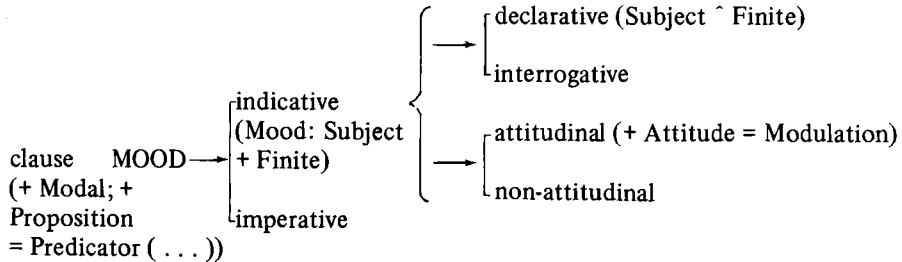 declarative (Subject ˆ Finite)
interrogative
indicative
(Mood: Subject
+ Finite)
attitudinal (+ Attitude = Modulation)
non-attitudinal
clause MOOD
(+ Modal; +
Proposition
= Predicator ( . . . ))
imperative